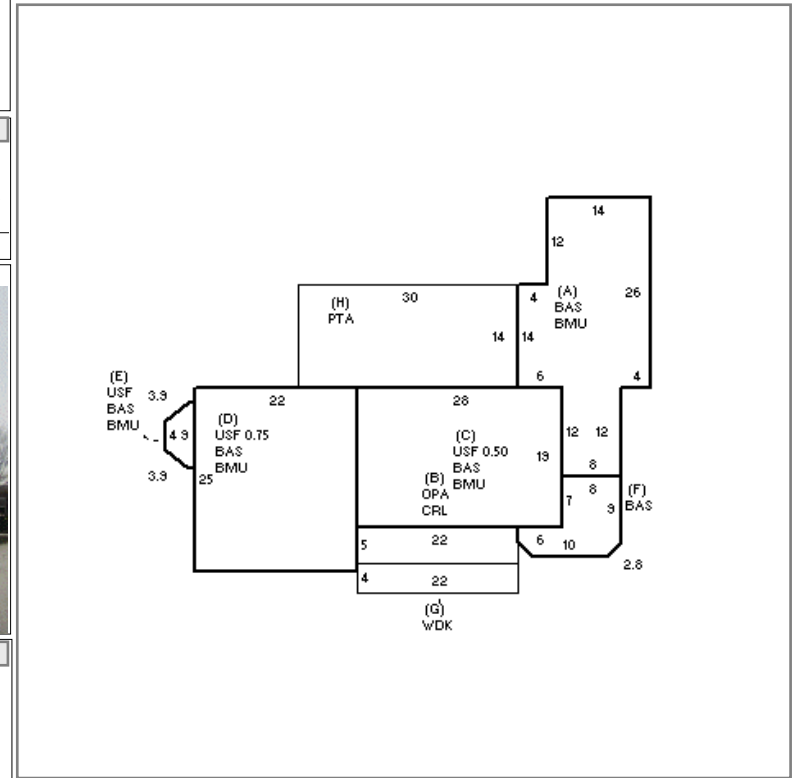 14
12
(A)
BAS
BMU
26
4
30
(H)
PTA
14
14
6
4
(E)
USF
BAS
BMU
3.9
4 9
3.9
22
(D)
USF 0.75
BAS
BMU
25
28
(C)
USF 0.50
BAS
BMU
19
(B)
OPA
CRL
12
12
8
8
7
9
(F)
BAS
6
10
2.8
5
22
4
22
(G)
WDK